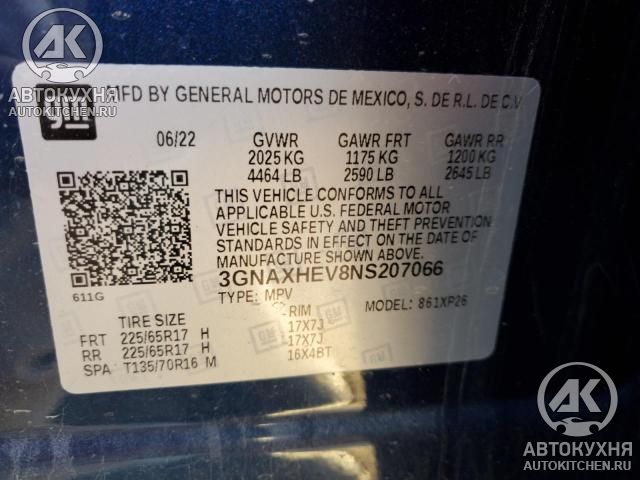 AK
АВТОКУХНЯ
AUTOKITCHEN.RU
GM
MFD BY GENERAL MOTORS DE MEXICO, S. DE R.L. DE C.V.
06/22 GVWR GAWR FRT GAWR RR
2025 KG 1175 KG 1200 KG
4464 LB 2590 LB 2645 LB
THIS VEHICLE CONFORMS TO ALL
APPLICABLE U.S. FEDERAL MOTOR
VEHICLE SAFETY AND THEFT PREVENTION
STANDARDS IN EFFECT ON THE DATE OF
MANUFACTURE SHOWN ABOVE.
3GNAXHEV8NS207066
611G
TYPE: MPV MODEL: 861XP26
TIRE SIZE RIM
FRT 225/65R17 H 17X7J
RR 225/65R17 H 17X7J
SPA T135/70R16 M 16X4BT
AK
АВТОКУХНЯ
AUTOKITCHEN.RU